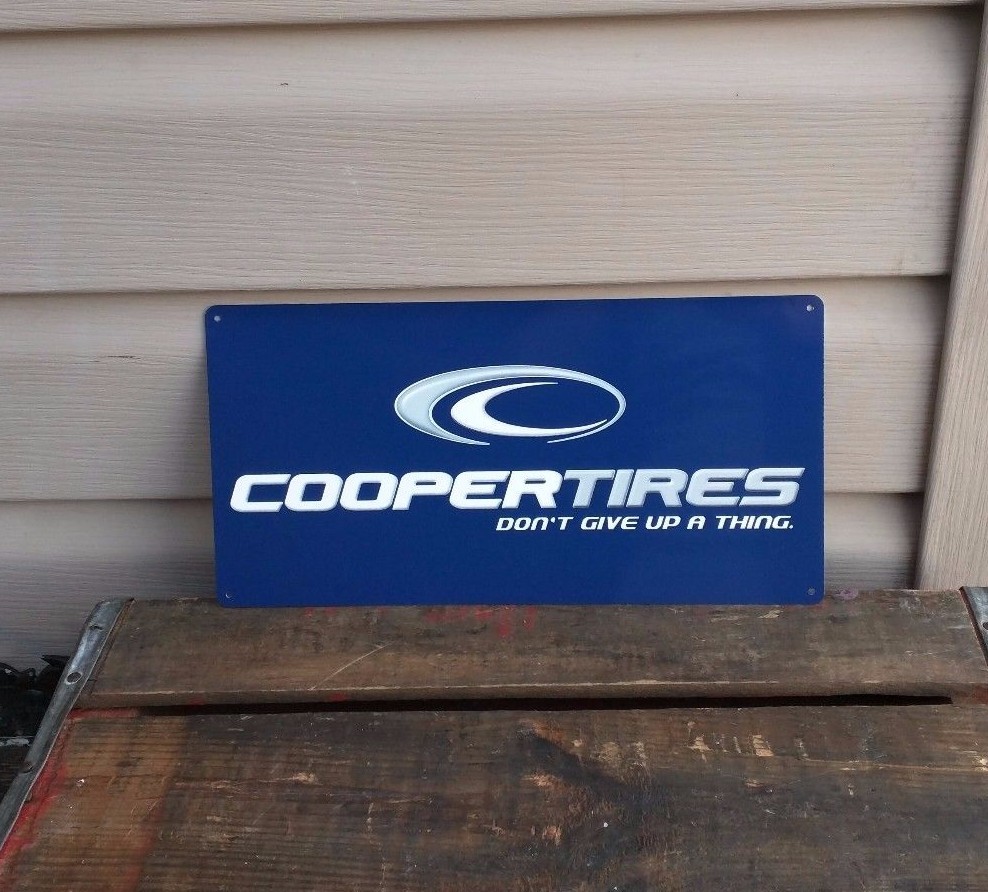 COOPERTIRES
DON'T GIVE UP A THING.